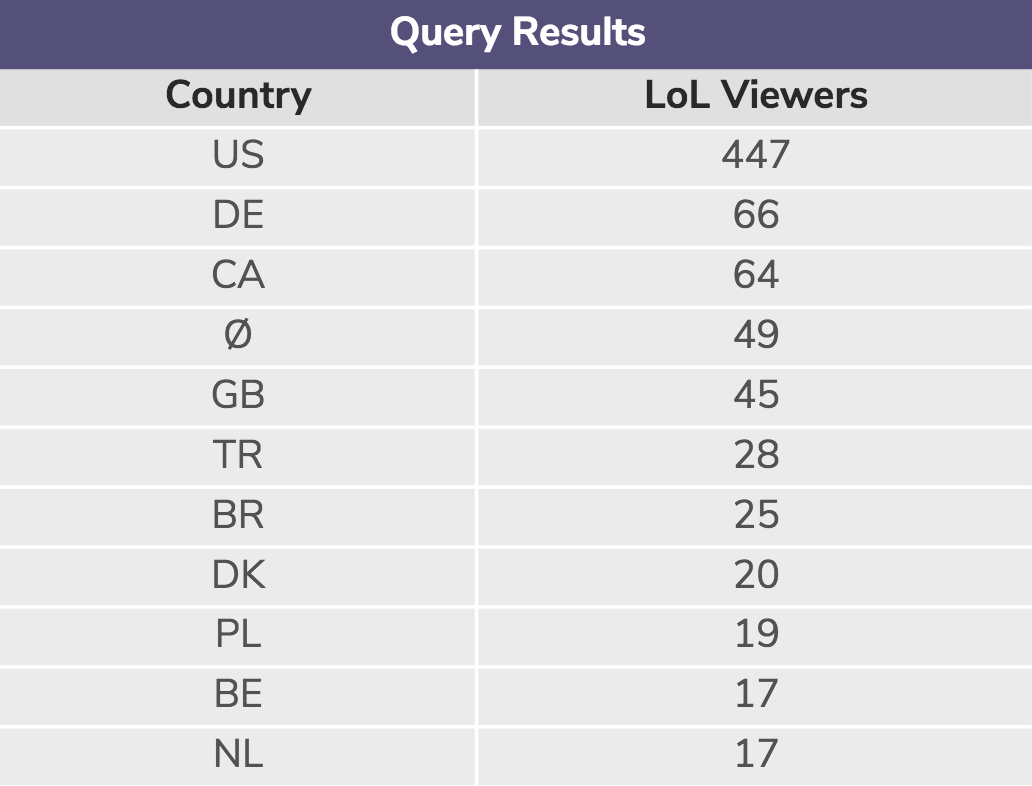 Query Results
Country LoL Viewers
US 447
DE 66
CA 64
Ø 49
GB 45
TR 28
BR 25
DK 20
PL 19
BE 17
NL 17